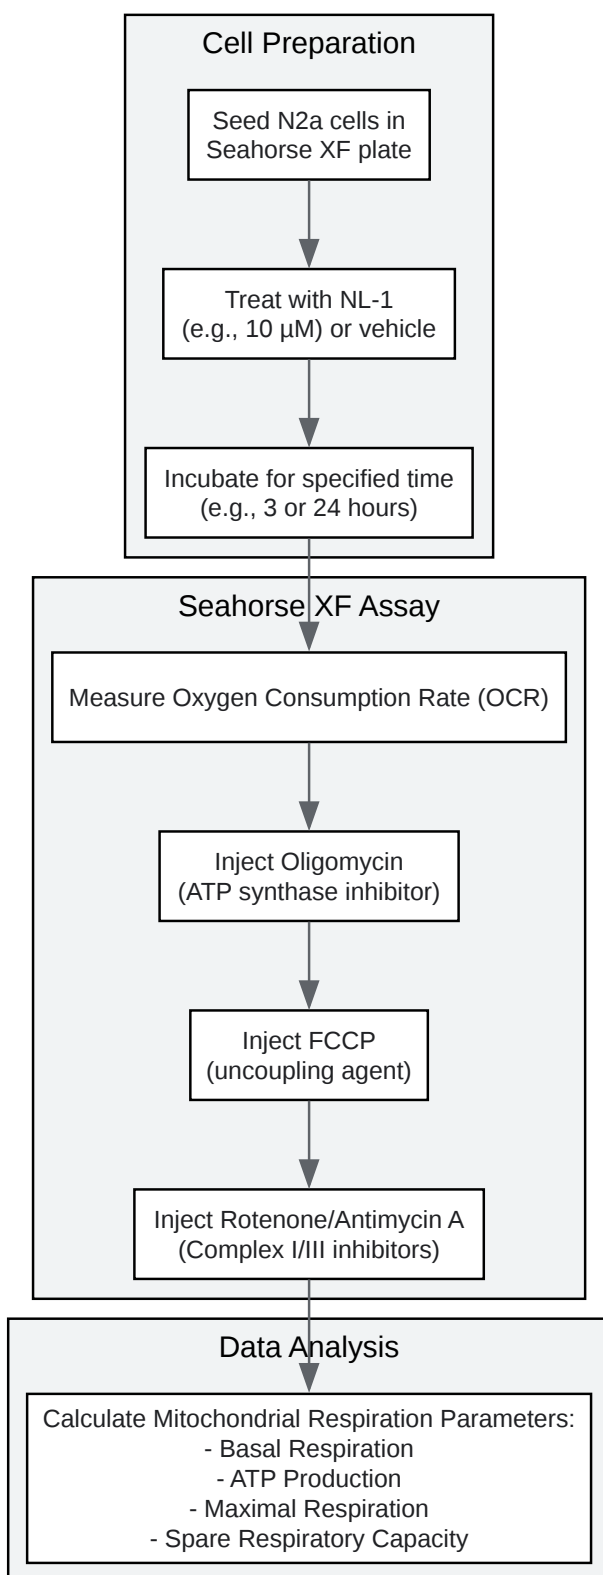 Cell Preparation
Seed N2a cells in
Seahorse XF plate
Treat with NL-1
(e.g., 10 µM) or vehicle
Incubate for specified time
(e.g., 3 or 24 hours)
Seahorse XF Assay
Measure Oxygen Consumption Rate (OCR)
Inject Oligomycin
(ATP synthase inhibitor)
Inject FCCP
(uncoupling agent)
Inject Rotenone/Antimycin A
(Complex I/III inhibitors)
Data Analysis
Calculate Mitochondrial Respiration Parameters:
- Basal Respiration
- ATP Production
- Maximal Respiration
- Spare Respiratory Capacity